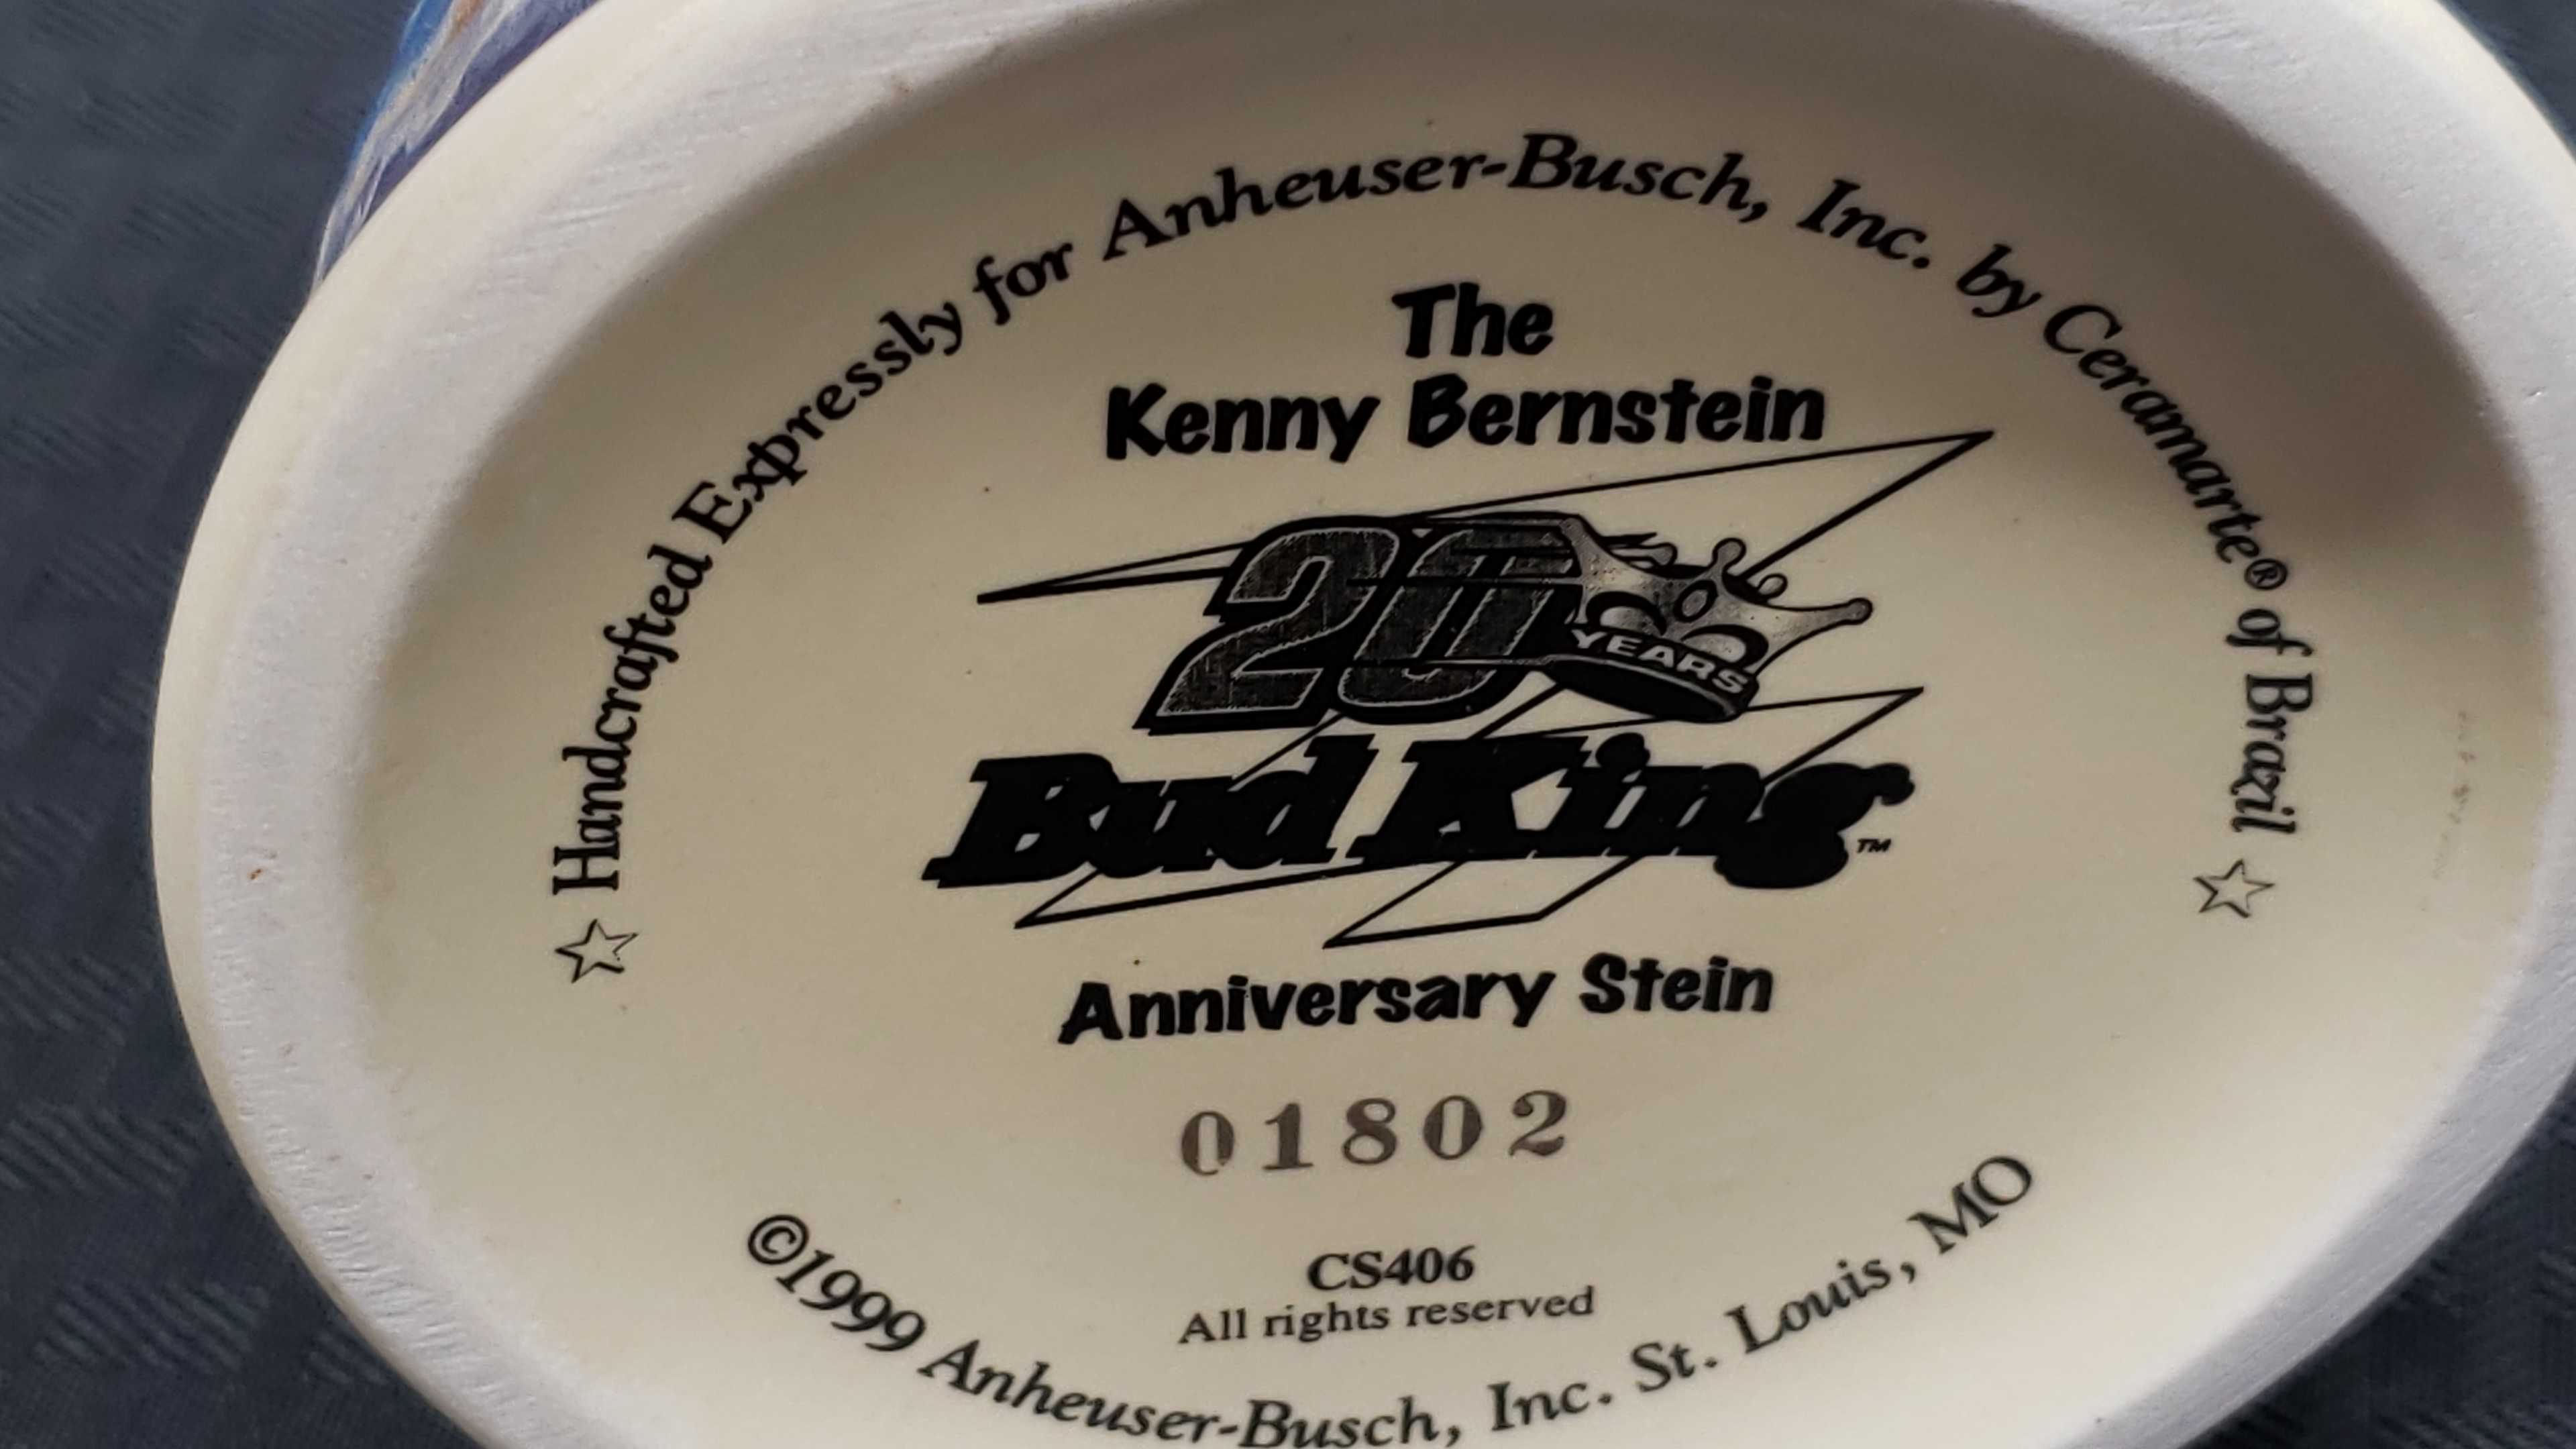 ☆ Handcrafted Expressly for Anheuser-Busch, Inc. by Ceramarte® of Brazil ☆
The
Kenny Bernstein
20
YEARS
Bud King™
Anniversary Stein
01802
CS406
All rights reserved
©1999 Anheuser-Busch, Inc. St. Louis, MO